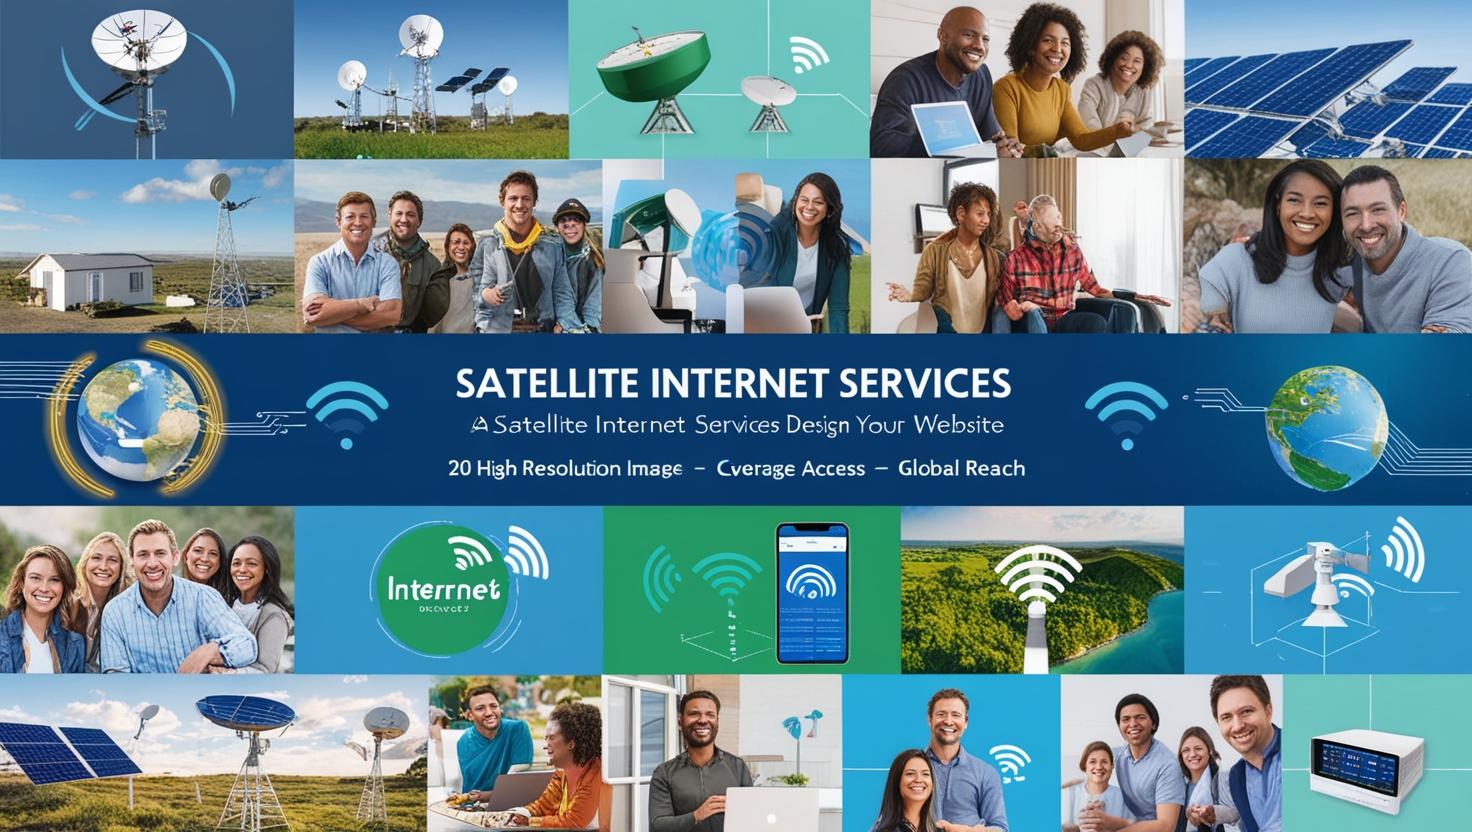 SATELLITE INTERNET SERVICES
A Satellite Internet Services Design Your Website
20 High Resolution Image – Cverage Access – Global Reach
Interrnet